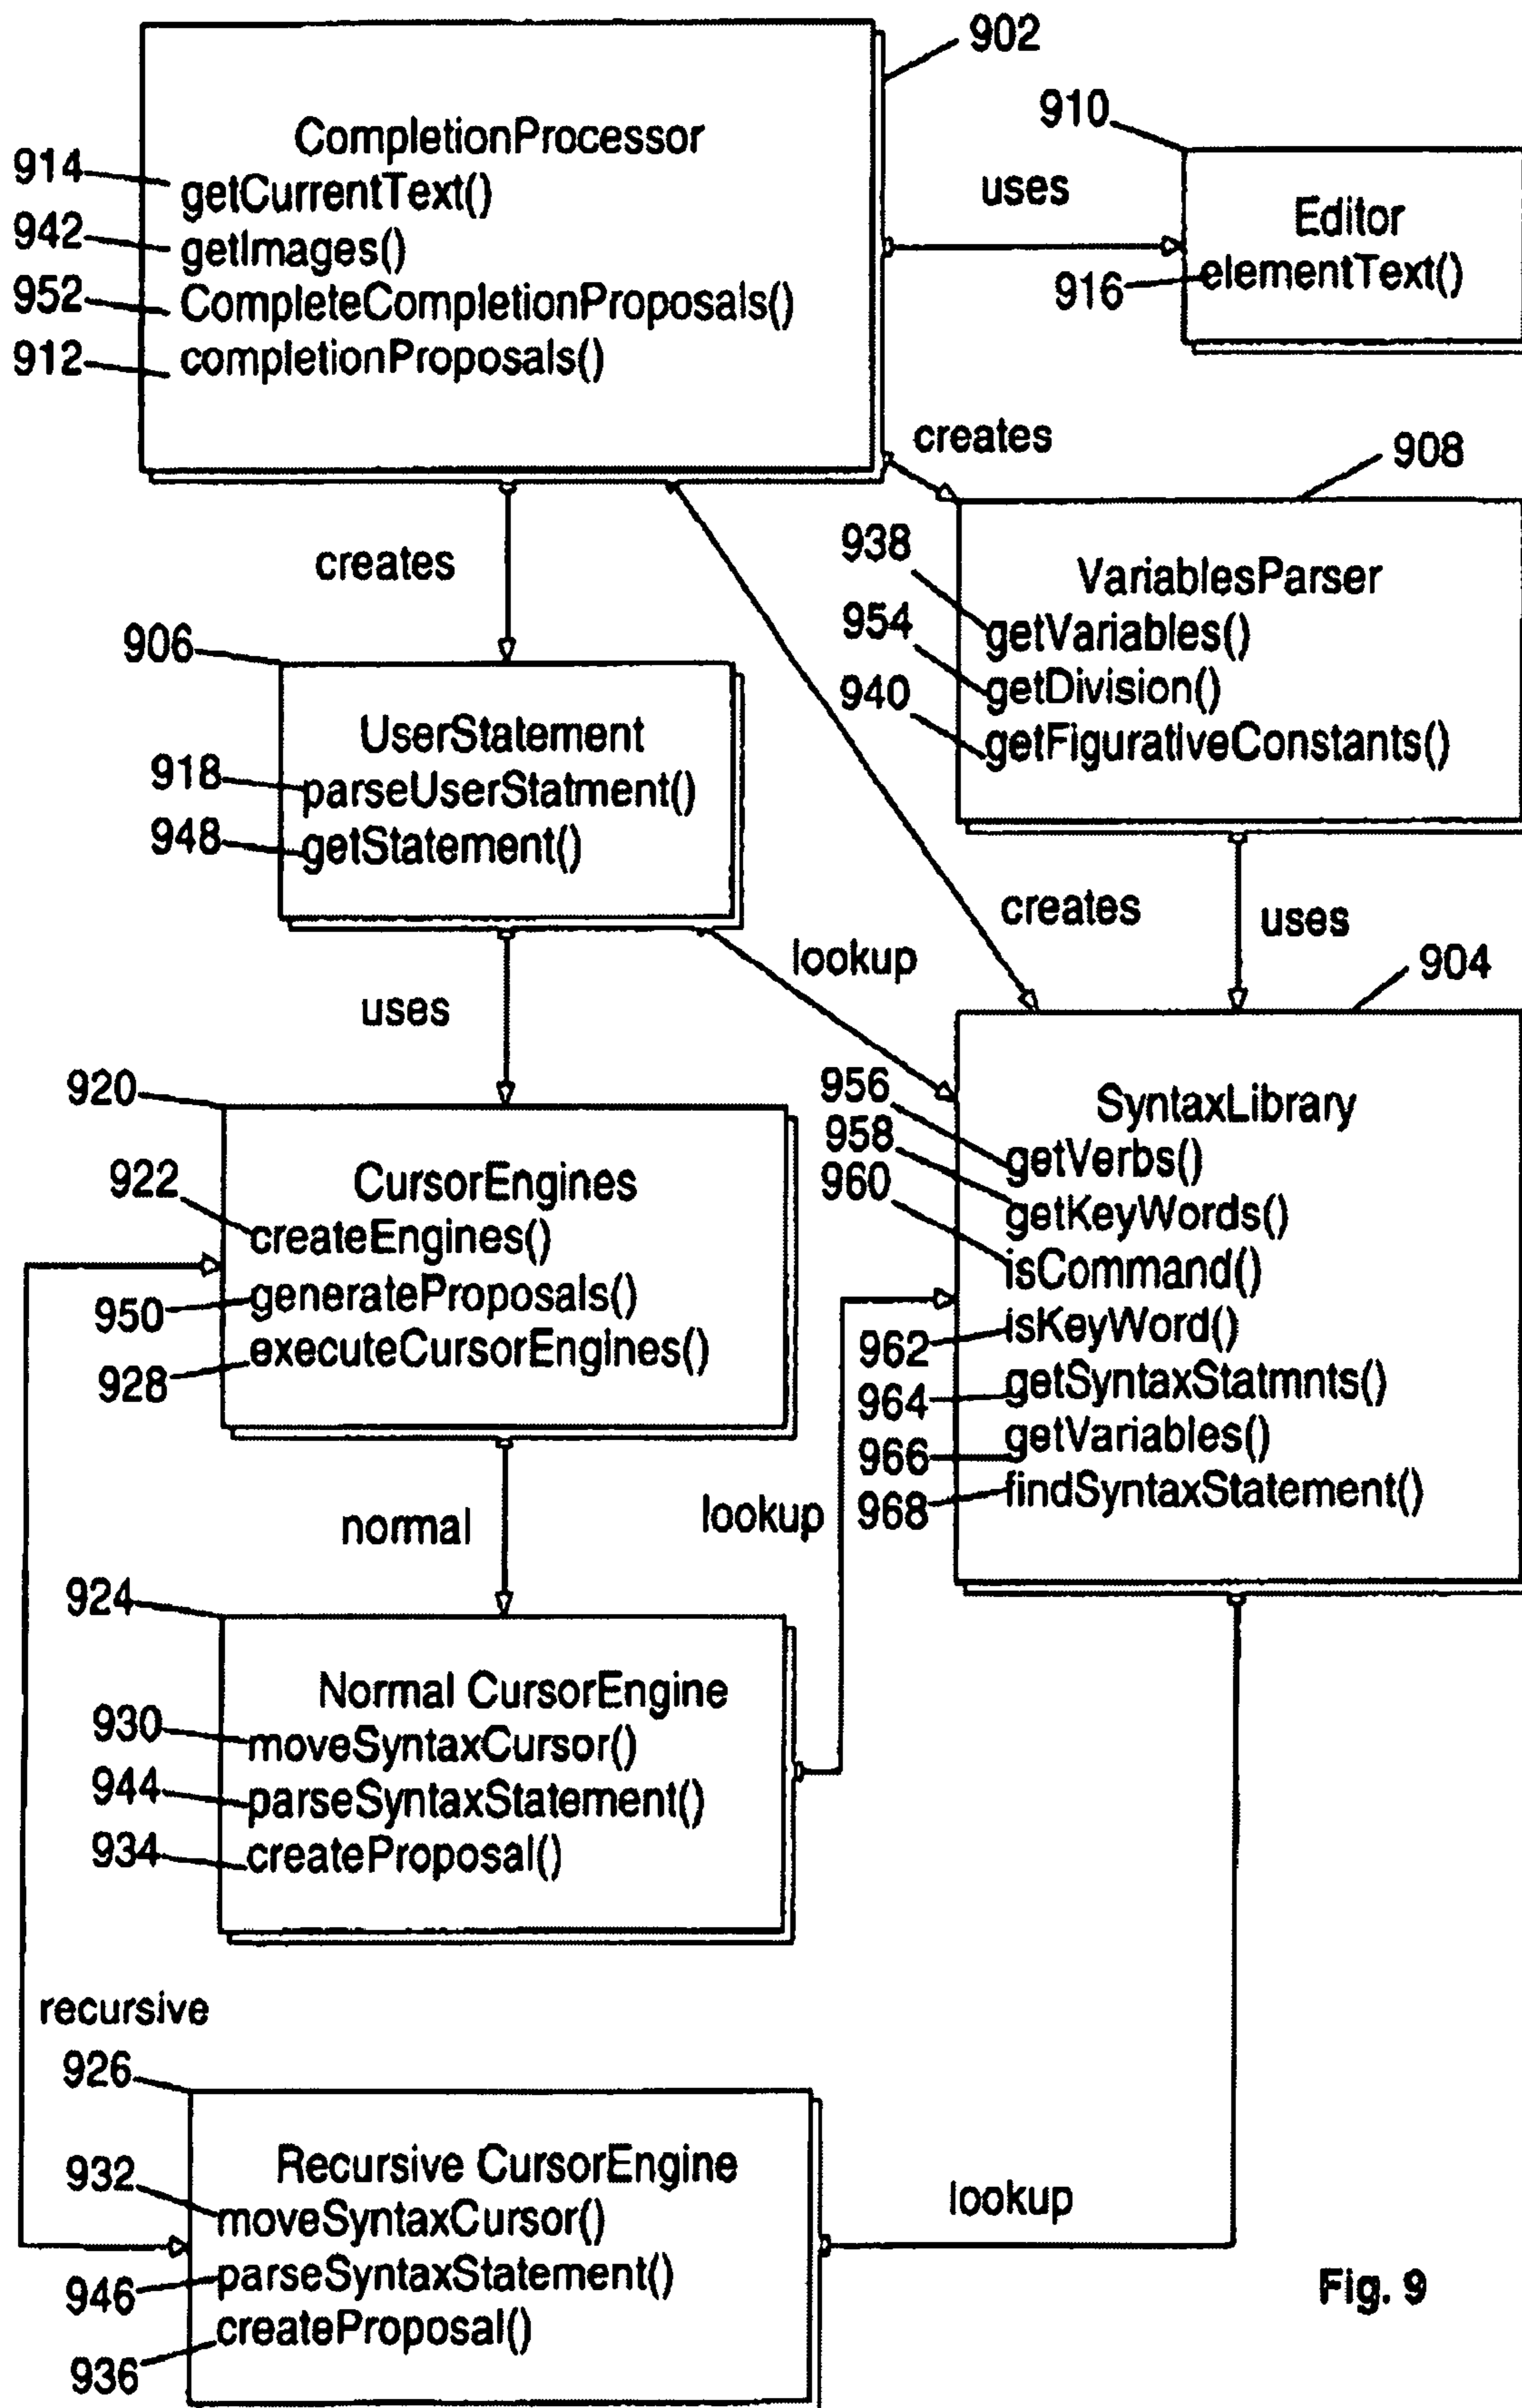 902
CompletionProcessor
914 getCurrentText()
942 getImages()
952 CompleteCompletionProposals()
912 completionProposals()
uses
910
Editor
916 elementText()
creates
creates
908
VariablesParser
938 getVariables()
954 getDivision()
940 getFigurativeConstants()
906
UserStatement
918 parseUserStatment()
948 getStatement()
creates
uses
lookup
904
uses
920
CursorEngines
922 createEngines()
950 generateProposals()
928 executeCursorEngines()
SyntaxLibrary
956 getVerbs()
958 getKeyWords()
960 isCommand()
962 isKeyWord()
964 getSyntaxStatmnts()
966 getVariables()
968 findSyntaxStatement()
normal
lookup
924
Normal CursorEngine
930 moveSyntaxCursor()
944 parseSyntaxStatement()
934 createProposal()
recursive
926
Recursive CursorEngine
932 moveSyntaxCursor()
946 parseSyntaxStatement()
936 createProposal()
lookup
Fig. 9